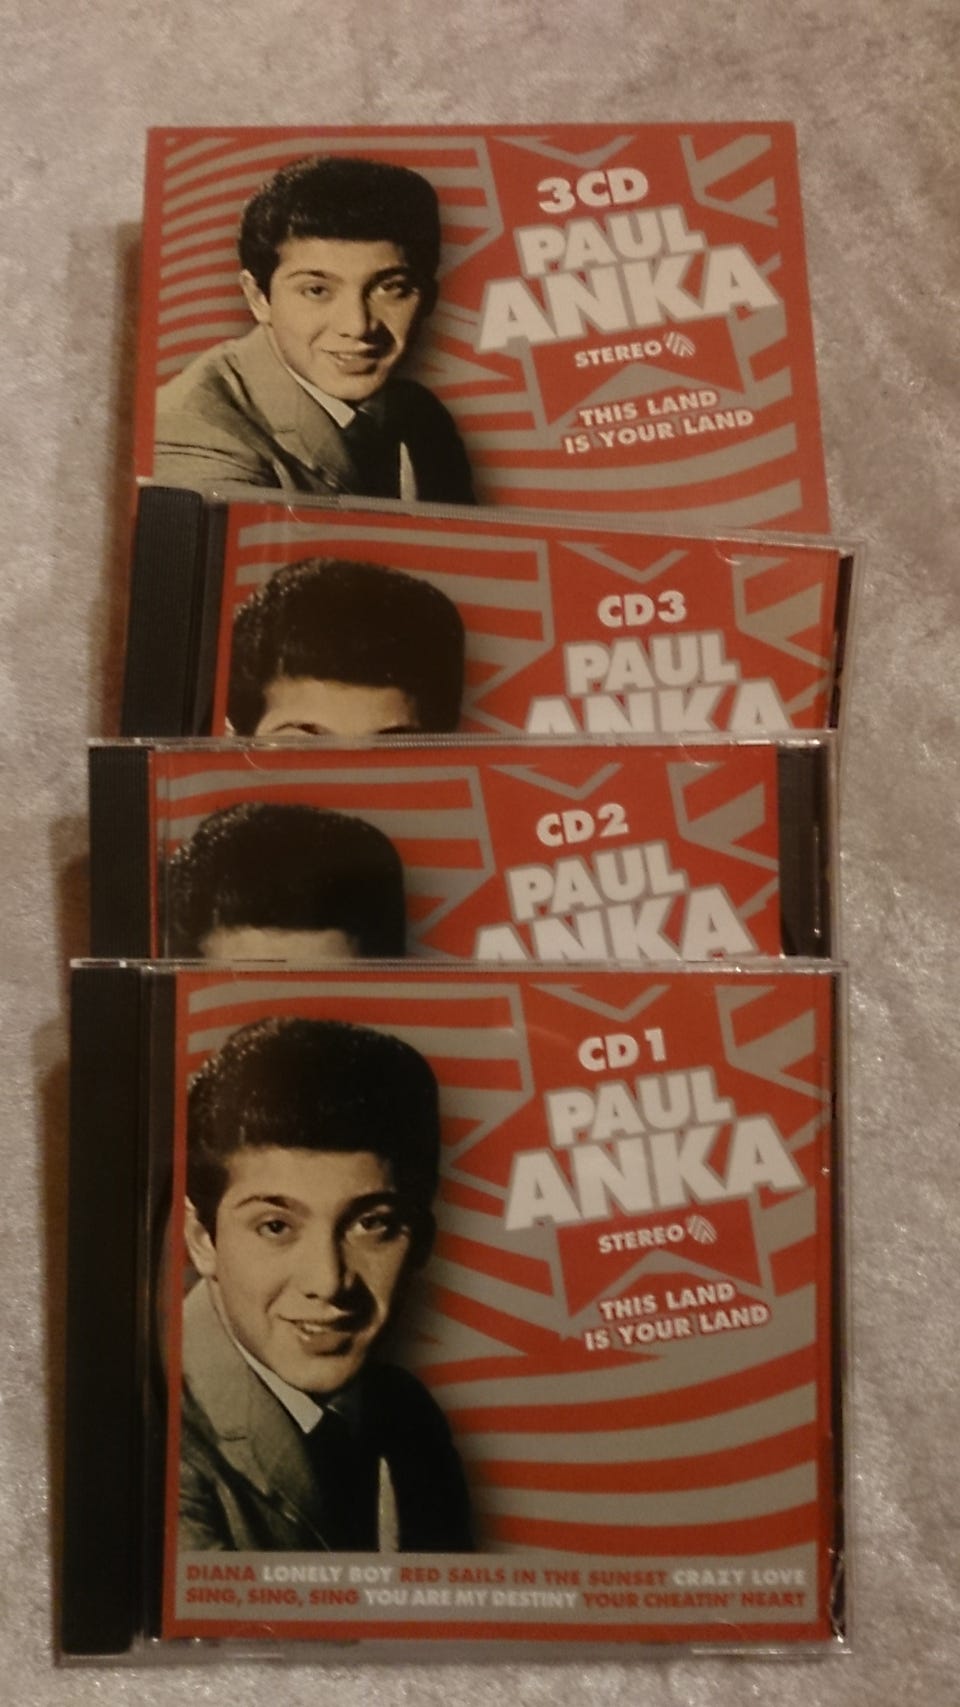 3CD
PAUL
ANKA
STEREO
THIS LAND
IS YOUR LAND
CD3
PAUL
ANKA
CD2
PAUL
ANKA
CD1
PAUL
ANKA
STEREO
THIS LAND
IS YOUR LAND
DIANA LONELY BOY RED SAILS IN THE SUNSET CRAZY LOVE
SING, SING, SING YOU ARE MY DESTINY YOUR CHEATIN' HEART